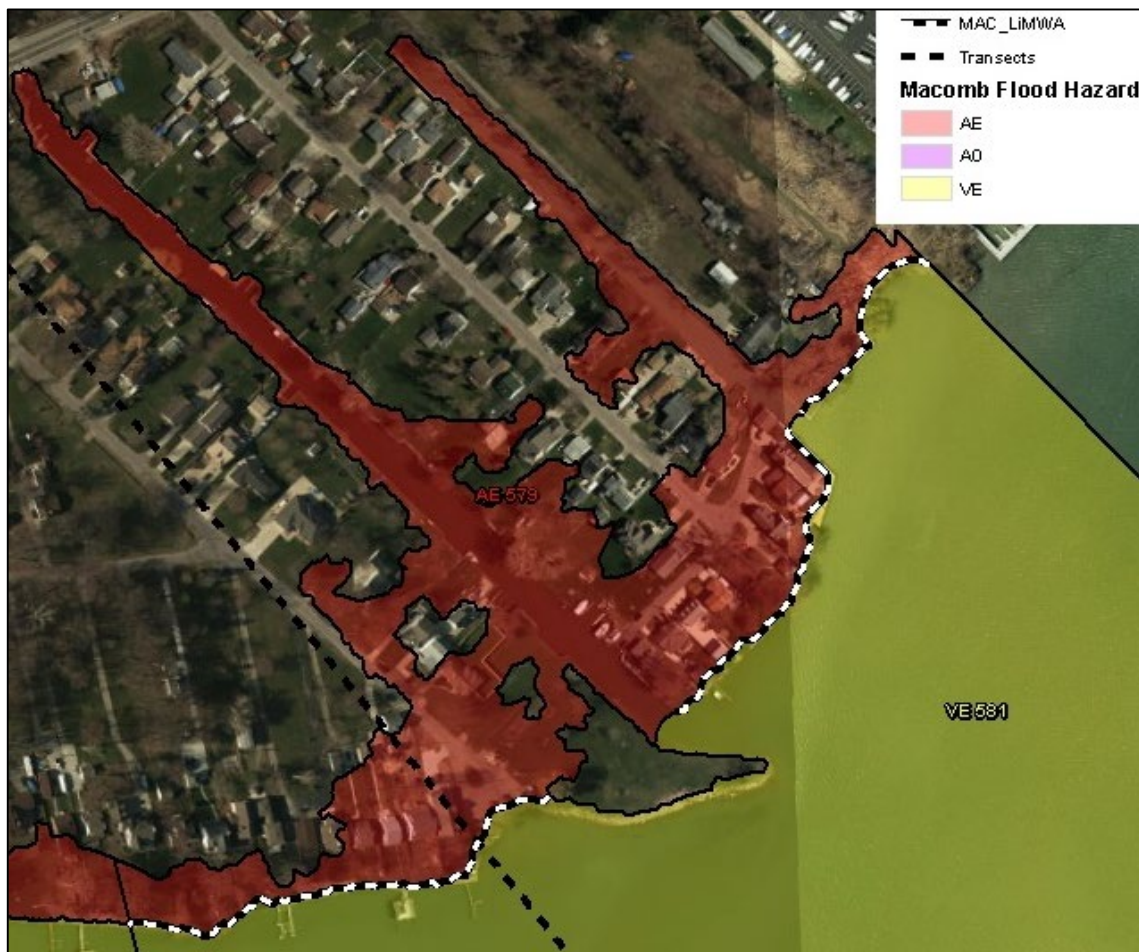 MAC_LiMWA
Transects
Macomb Flood Hazard
AE
AO
VE
AE 579
VE 581